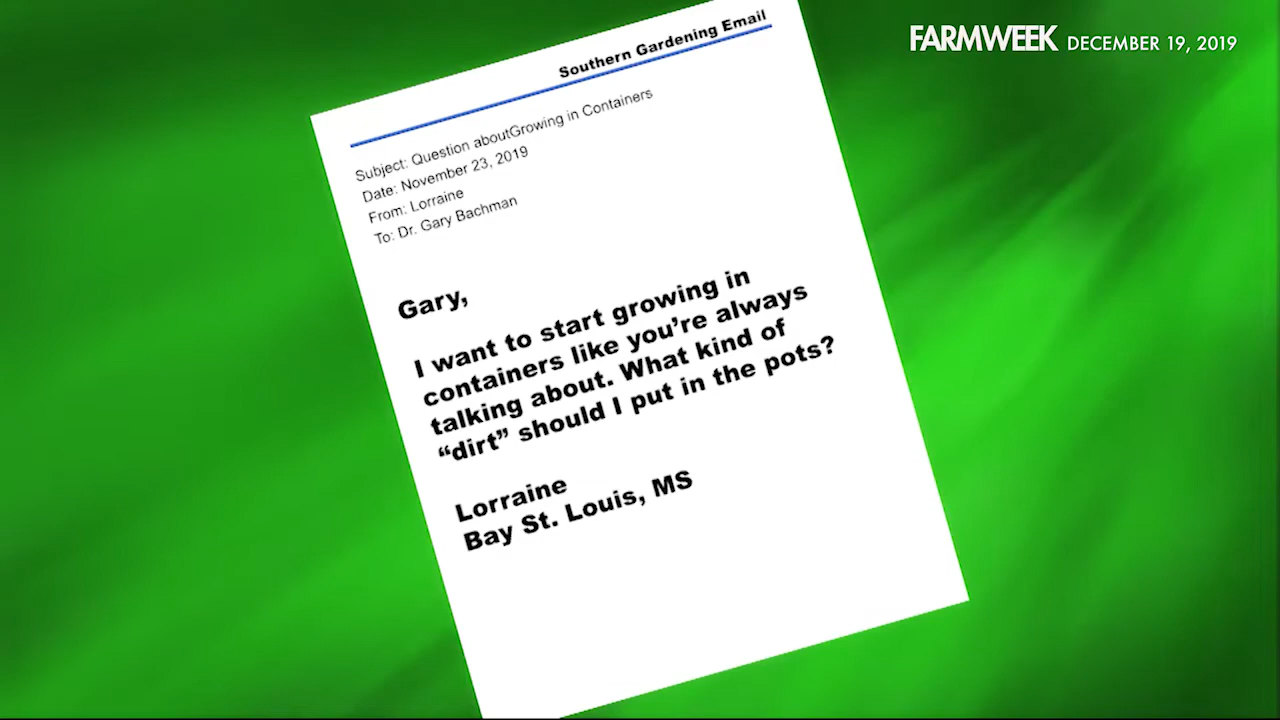 FARMWEEK DECEMBER 19, 2019
Southern Gardening Email
Subject: Question aboutGrowing in Containers
Date: November 23, 2019
From: Lorraine
To: Dr. Gary Bachman
Gary,
I want to start growing in
containers like you’re always
talking about. What kind of
“dirt” should I put in the pots?
Lorraine
Bay St. Louis, MS